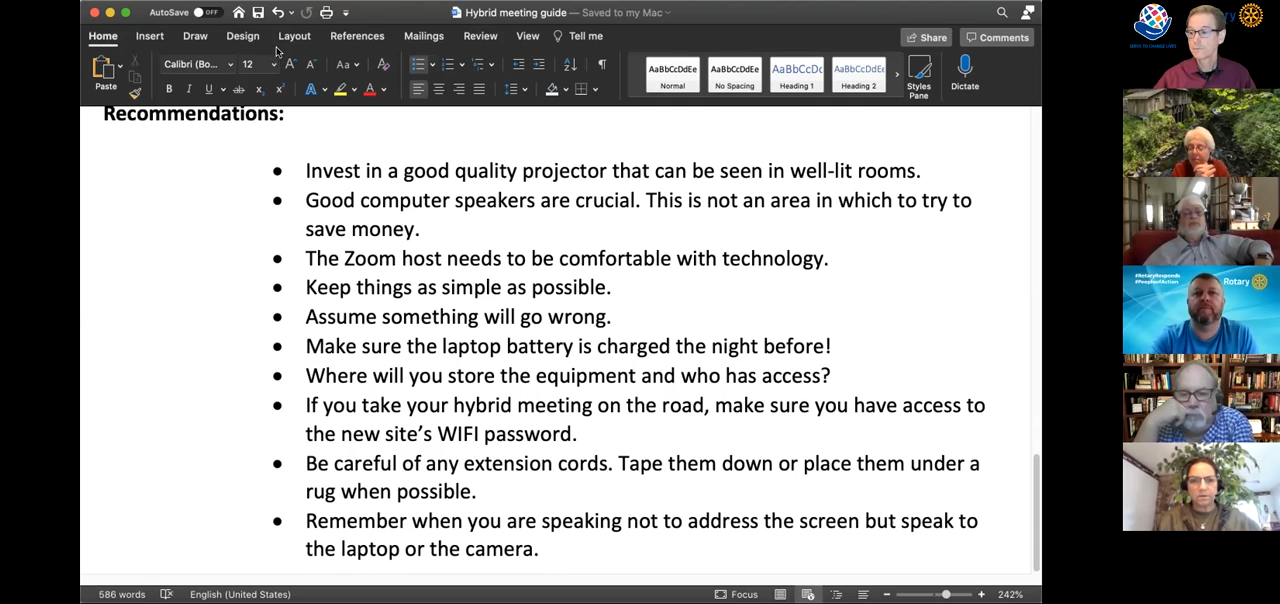 AutoSave OFF
Hybrid meeting guide — Saved to my Mac
Home Insert Draw Design Layout References Mailings Review View Tell me Share Comments
Paste
Calibri (Bo... 12
Aa
B I U ab x₂ x² A A
AaBbCcDdEe AaBbCcDdEe AaBbCcDc AaBbCcDdEe
Normal No Spacing Heading 1 Heading 2
Styles Pane
Dictate
Recommendations:
• Invest in a good quality projector that can be seen in well-lit rooms.
• Good computer speakers are crucial. This is not an area in which to try to
save money.
• The Zoom host needs to be comfortable with technology.
• Keep things as simple as possible.
• Assume something will go wrong.
• Make sure the laptop battery is charged the night before!
• Where will you store the equipment and who has access?
• If you take your hybrid meeting on the road, make sure you have access to
the new site's WIFI password.
• Be careful of any extension cords. Tape them down or place them under a
rug when possible.
• Remember when you are speaking not to address the screen but speak to
the laptop or the camera.
586 words English (United States) Focus 242%
SERVE TO CHANGE LIVES
#RotaryResponds
#PeopleofAction
Rotary